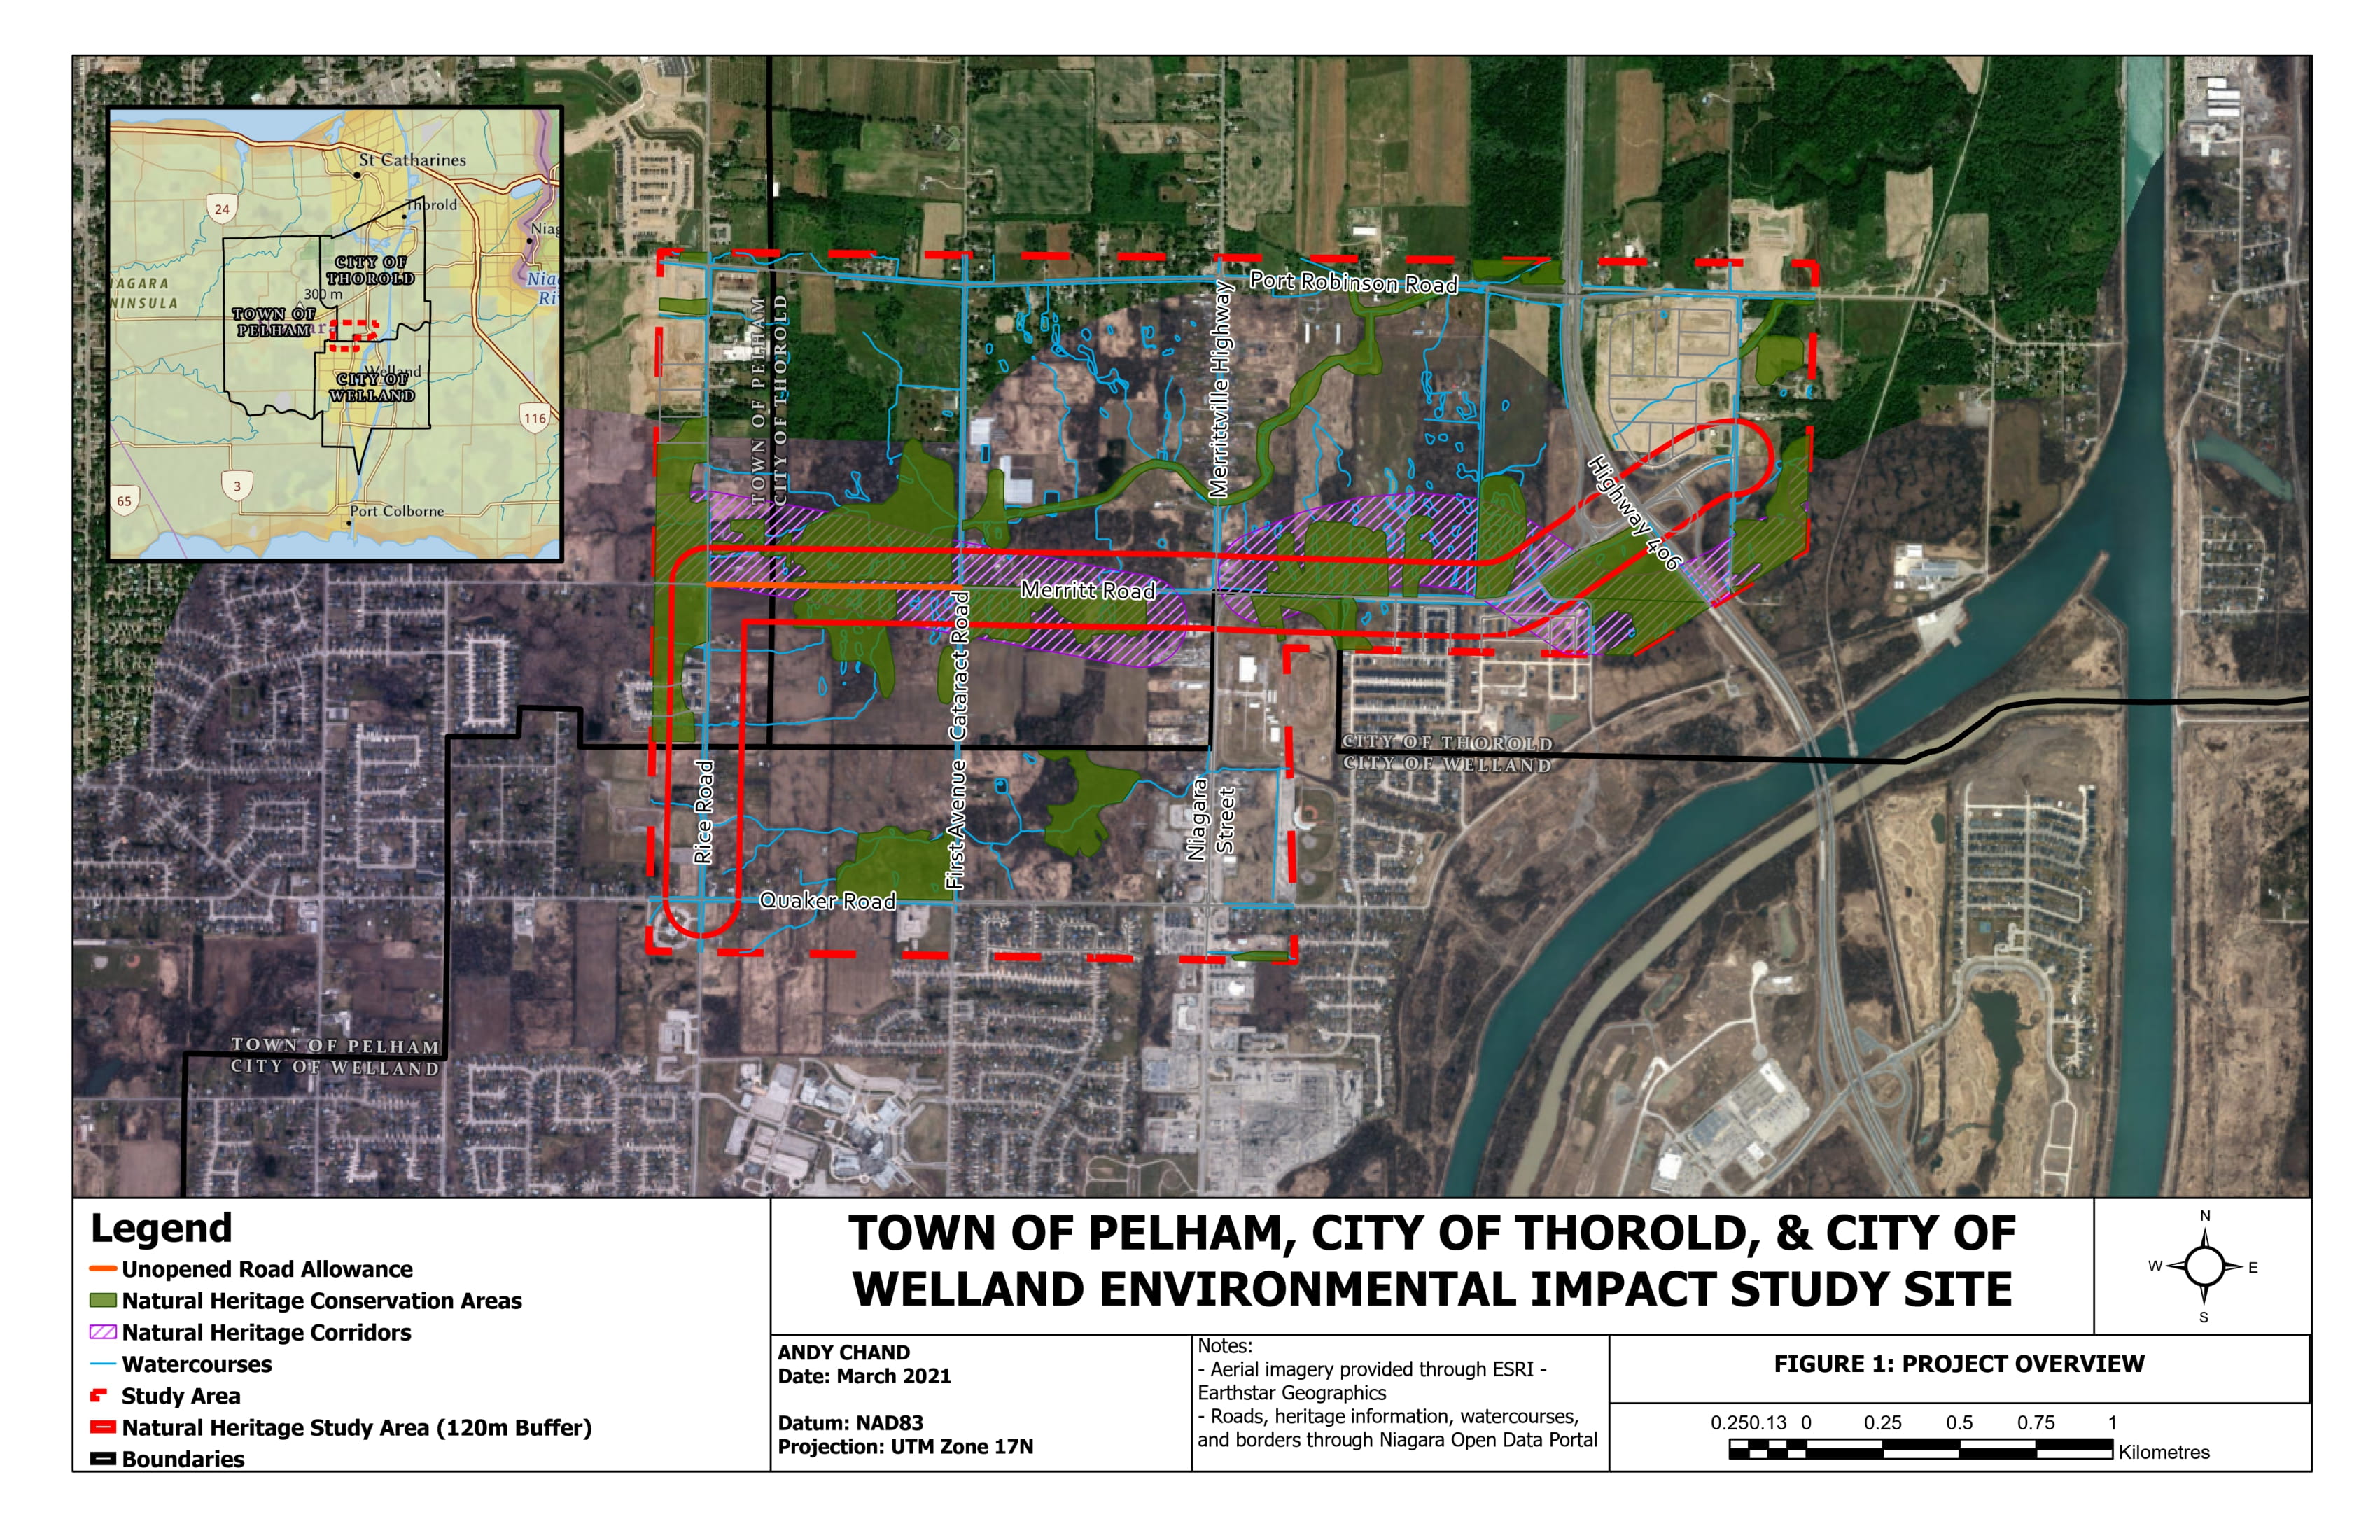 St Catharines
24
Thorold
Niag
CITY OF
THOROLD
AGARA
NINSULA
300 m
Nia
Ri
TOWN OF
PELHAM
Welland
CITY OF
WELLAND
116
65
3
Port Colborne
Port Robinson Road
TOWN OF PELHAM
CITY OF THOROLD
Merrittville Highway
Highway 406
Merritt Road
Cataract Road
First Avenue
Rice Road
Niagara
Street
Quaker Road
CITY OF THOROLD
CITY OF WELLAND
TOWN OF PELHAM
CITY OF WELLAND
Legend
Unopened Road Allowance
Natural Heritage Conservation Areas
Natural Heritage Corridors
Watercourses
Study Area
Natural Heritage Study Area (120m Buffer)
Boundaries
TOWN OF PELHAM, CITY OF THOROLD, & CITY OF
WELLAND ENVIRONMENTAL IMPACT STUDY SITE
N
W E
S
ANDY CHAND
Date: March 2021
Datum: NAD83
Projection: UTM Zone 17N
Notes:
- Aerial imagery provided through ESRI -
Earthstar Geographics
- Roads, heritage information, watercourses,
and borders through Niagara Open Data Portal
FIGURE 1: PROJECT OVERVIEW
0.250.13 0 0.25 0.5 0.75 1
Kilometres